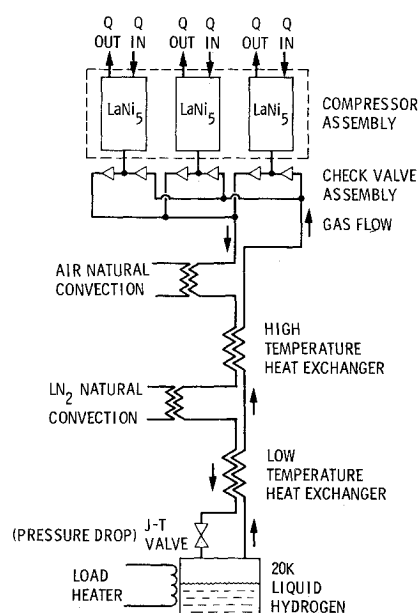 Q OUT Q IN Q OUT Q IN Q OUT Q IN
LaNi5 LaNi5 LaNi5
COMPRESSOR
ASSEMBLY
CHECK VALVE
ASSEMBLY
GAS FLOW
AIR NATURAL
CONVECTION
HIGH
TEMPERATURE
HEAT EXCHANGER
LN2 NATURAL
CONVECTION
LOW
TEMPERATURE
HEAT EXCHANGER
(PRESSURE DROP)
J-T
VALVE
LOAD
HEATER
20K
LIQUID
HYDROGEN